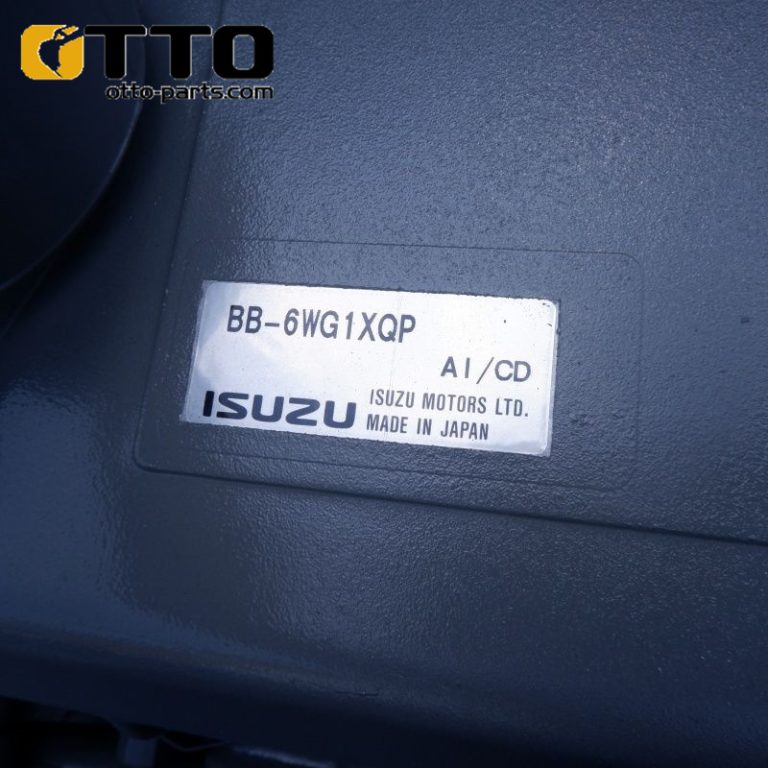 OTTO
otto-parts.com
BB-6WG1XQP
AI/CD
ISUZU
ISUZU MOTORS LTD.
MADE IN JAPAN